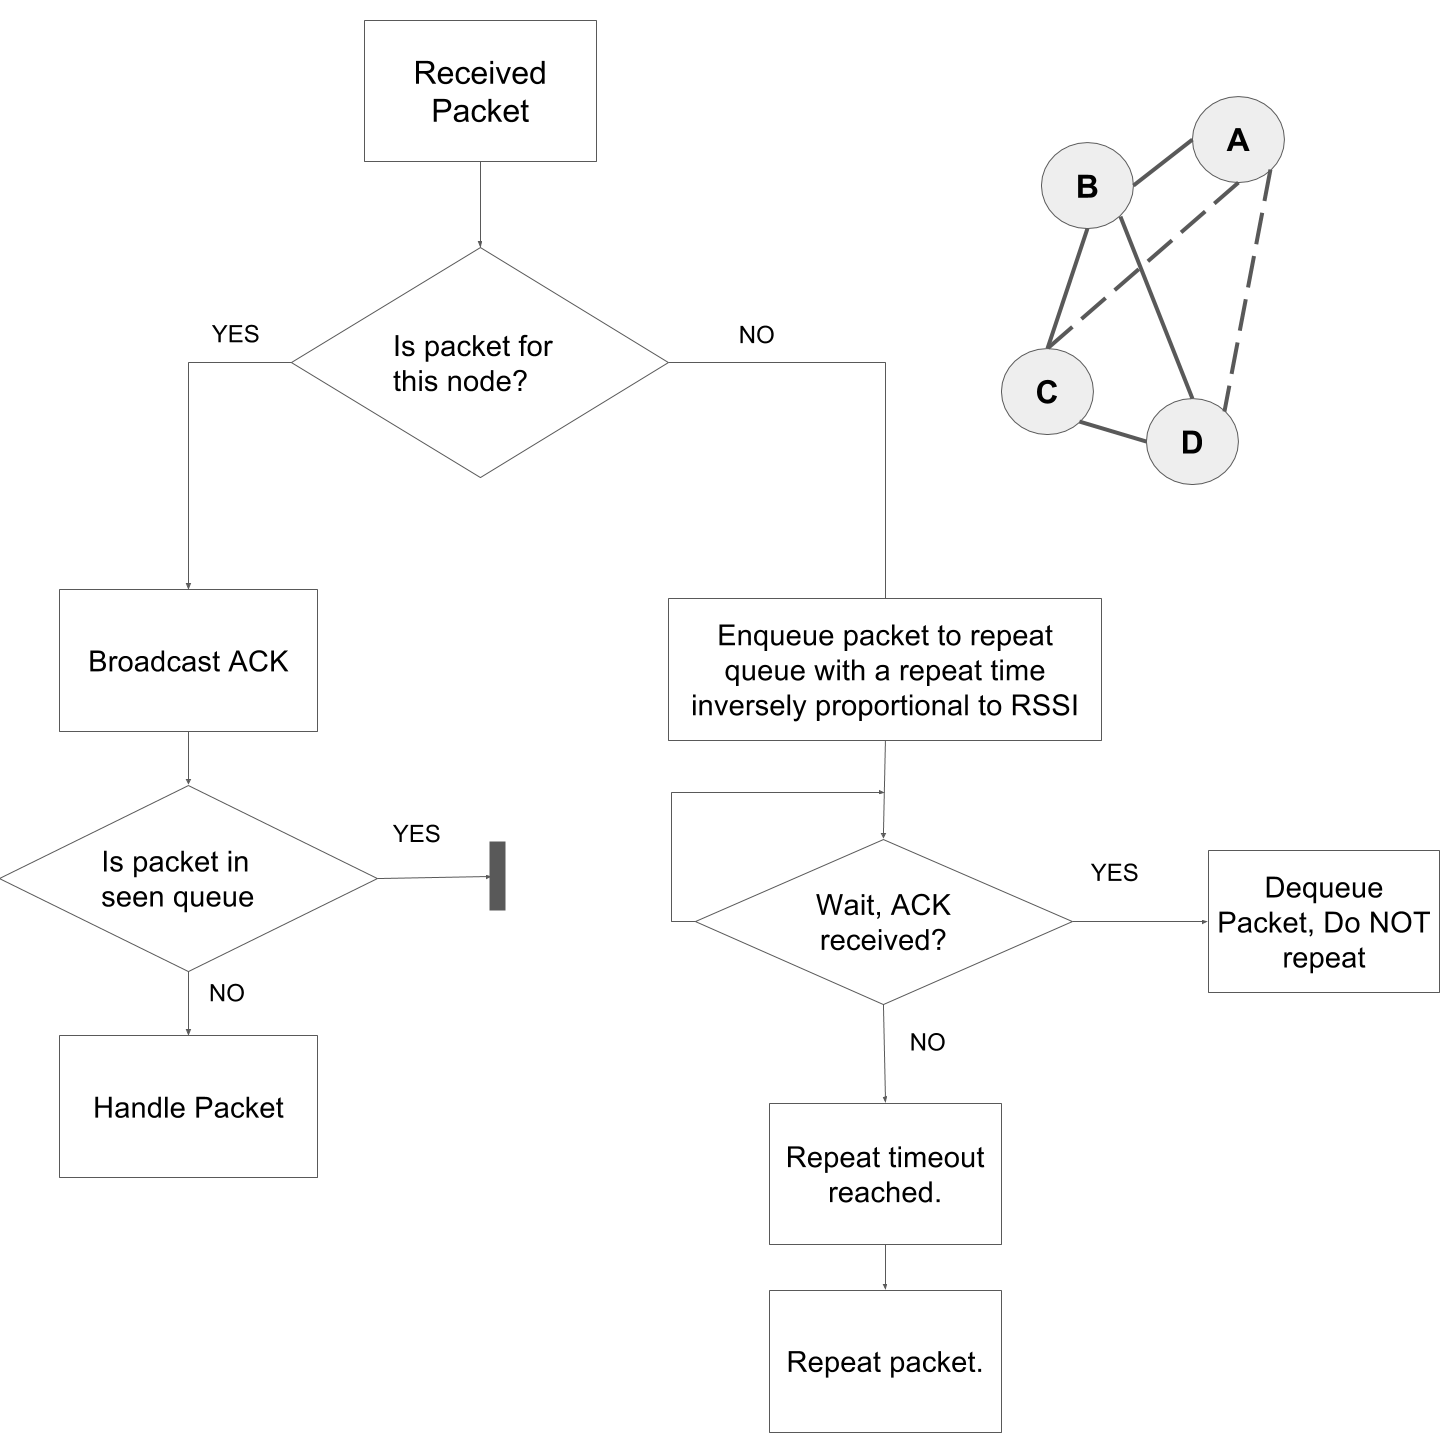 Received
Packet
A
B
YES
NO
Is packet for
this node?
C
D
Broadcast ACK
Enqueue packet to repeat
queue with a repeat time
inversely proportional to RSSI
YES
Is packet in
seen queue
YES
Wait, ACK
received?
Dequeue
Packet, Do NOT
repeat
NO
NO
Handle Packet
Repeat timeout
reached.
Repeat packet.